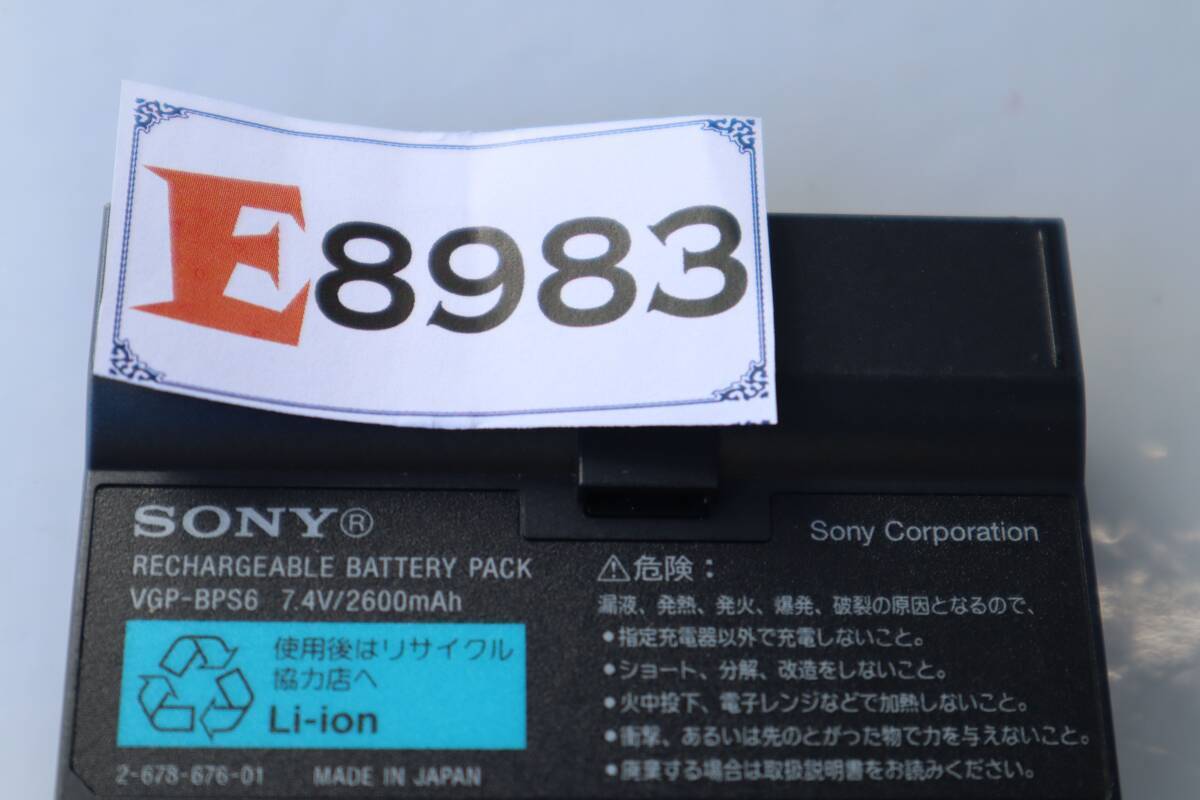 E8983
SONY®
RECHARGEABLE BATTERY PACK
VGP-BPS6 7.4V/2600mAh
使用後はリサイクル
協力店へ
Li-ion
2-678-676-01 MADE IN JAPAN
Sony Corporation
⚠危険：
漏液、発熱、発火、爆発、破裂の原因となるので、
•指定充電器以外で充電しないこと。
•ショート、分解、改造をしないこと。
•火中投下、電子レンジなどで加熱しないこと。
•衝撃、あるいは先のとがった物で力を与えないこと。
•廃棄する場合は取扱説明書をお読みください。